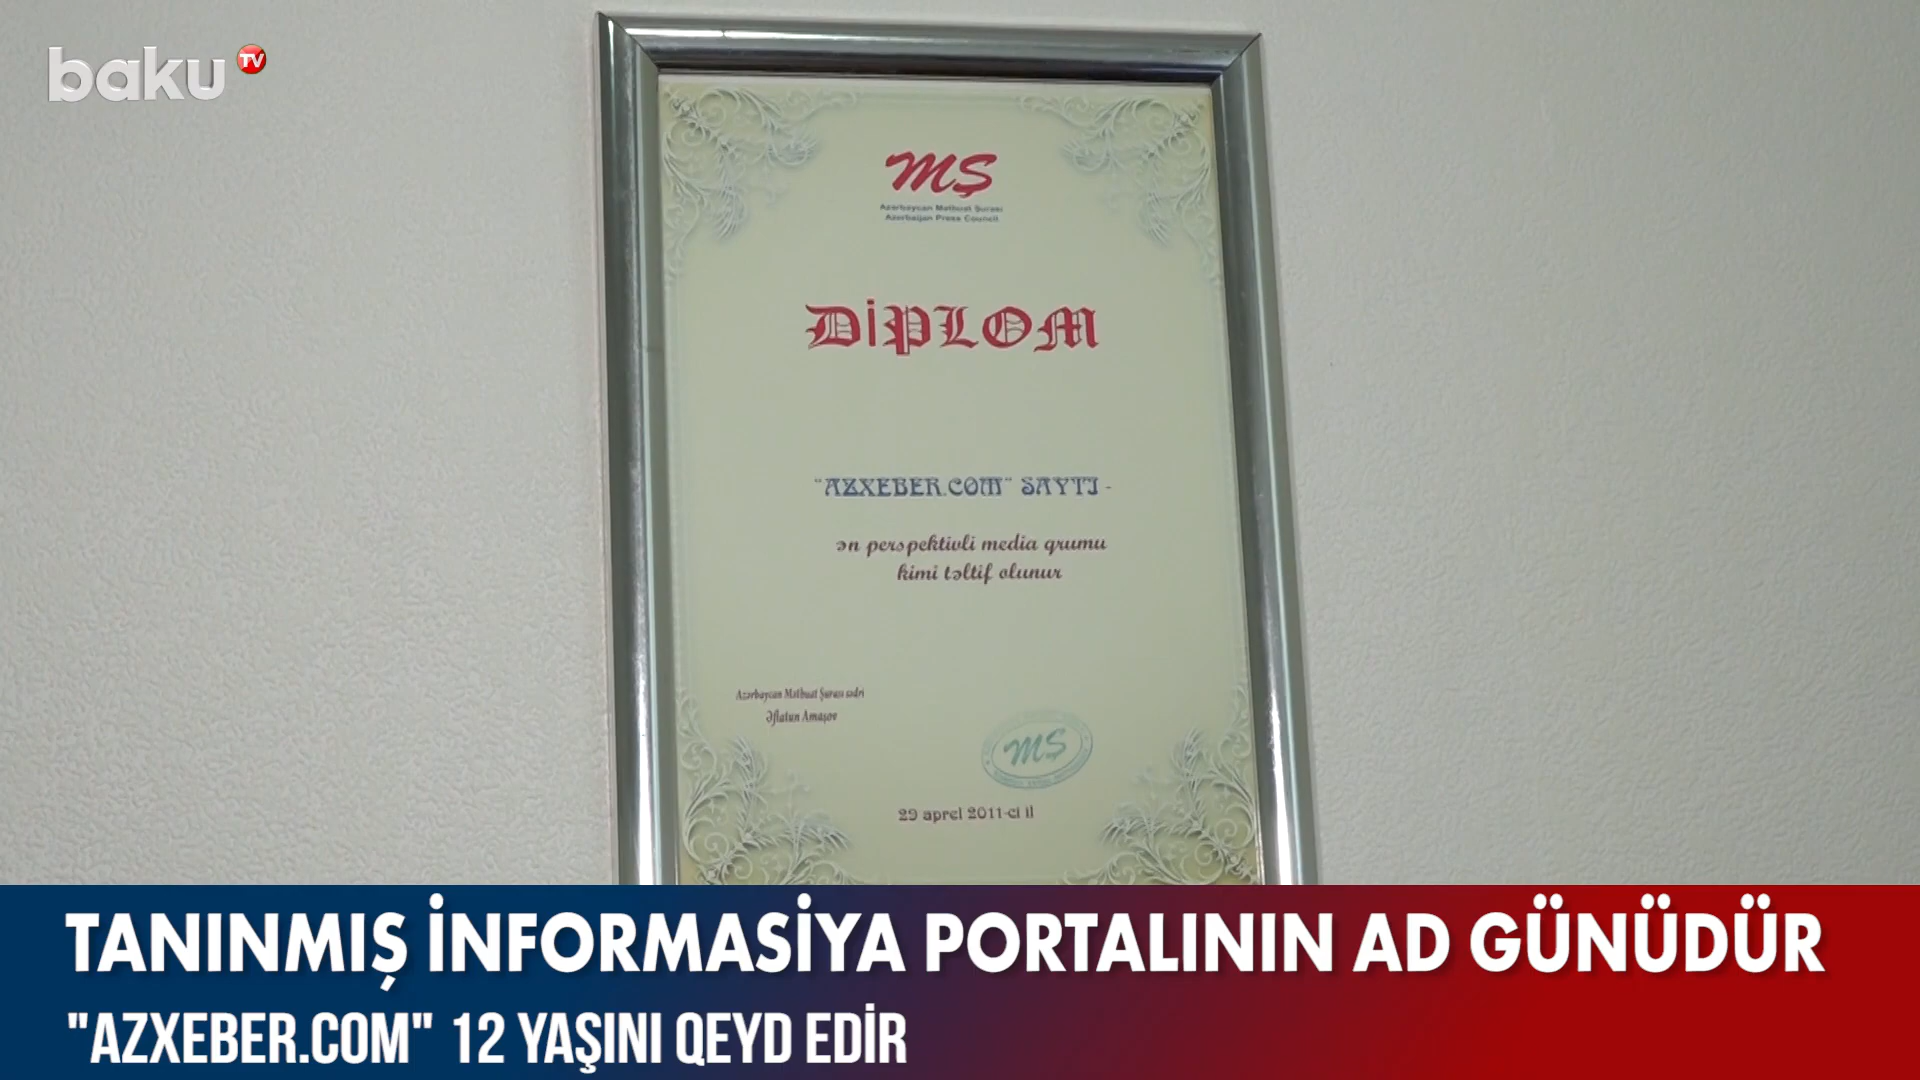 baku TV
MŞ
Azərbaycan Mətbuat Şurası
Azerbaijan Press Council
DİPLOM
"AZXEBER.COM" SAYTI -
ən perspektivli media qrumu
kimi təltif olunur
Azərbaycan Mətbuat Şurası sədri
Əflatun Amaşov
MŞ
29 aprel 2011-ci il
TANINMIŞ İNFORMASİYA PORTALININ AD GÜNÜDÜR
"AZXEBER.COM" 12 YAŞINI QEYD EDİR